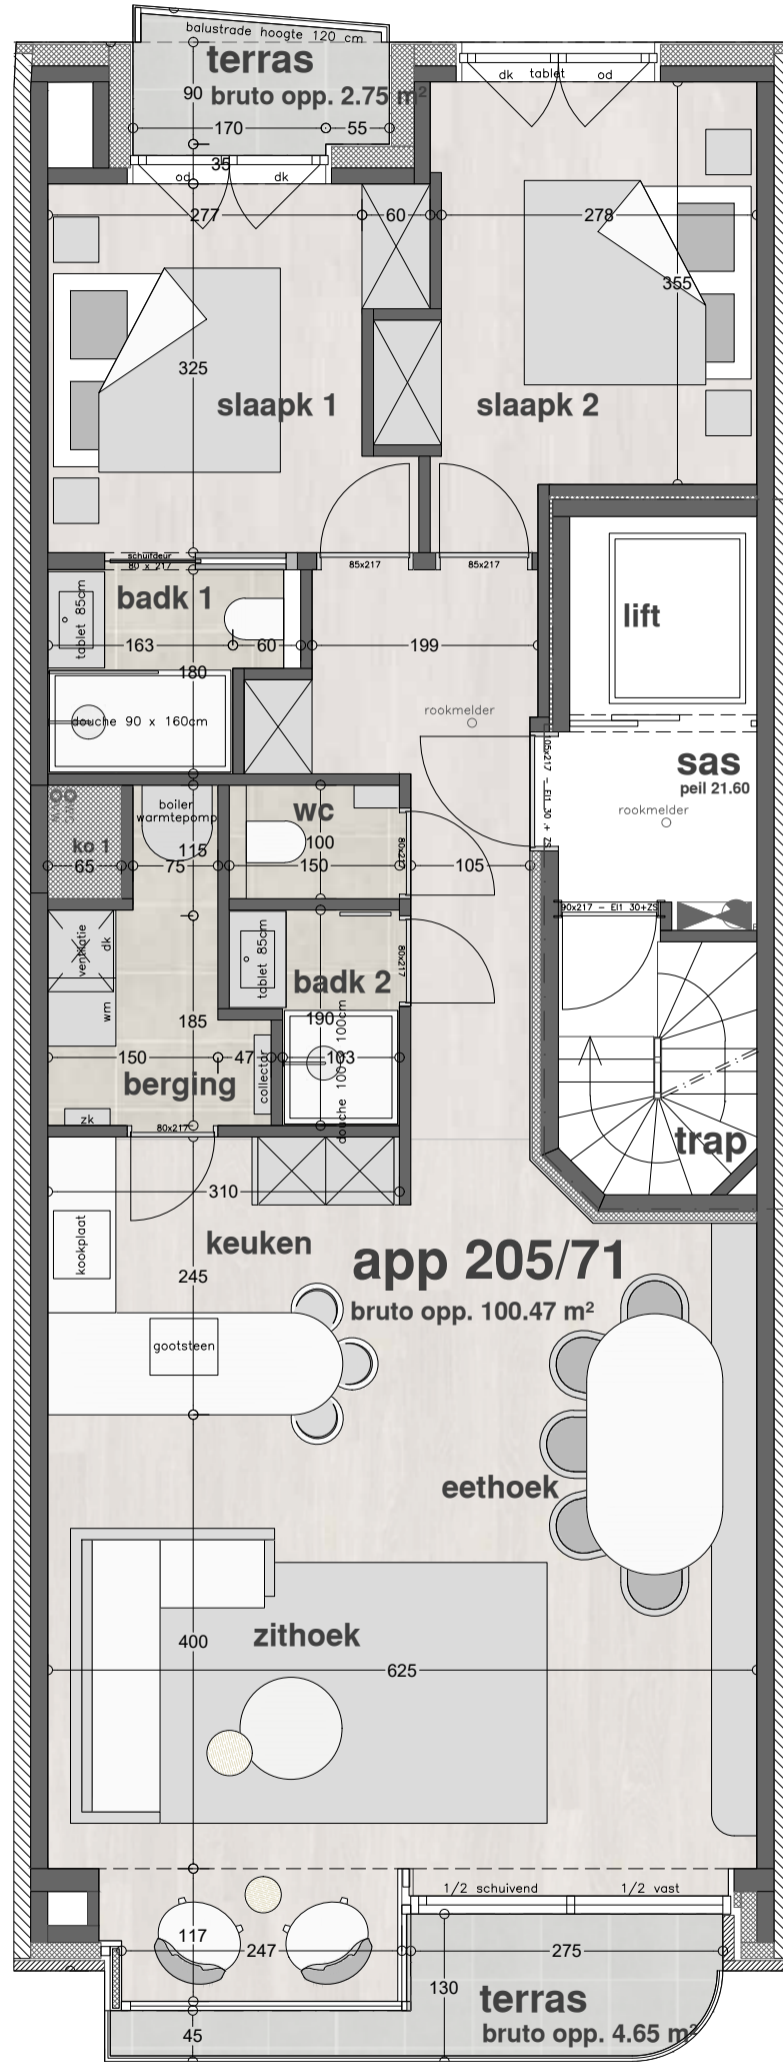 balustrade hoogte 120 cm
terras
90
bruto opp. 2.75 m²
170
55
35
dk
tablet
od
od
dk
277
60
278
355
325
slaapk 1
slaapk 2
schuifdeur
80 x 217
85x217
85x217
tablet 85cm
badk 1
lift
163
60
199
180
rookmelder
douche 90 x 160cm
105x217 - EI1 30 + ZS
sas
peil 21.60
rookmelder
boiler
warmtepomp
wc
ko 1
115
100
80x217
65
75
150
105
90x217 - EI1 30+ZS
ventilatie
dk
tablet 85cm
badk 2
80x217
wm
185
190
150
47
collector
103
douche 100 x 100cm
berging
zk
80x217
trap
310
keuken
kookplaat
app 205/71
245
bruto opp. 100.47 m²
gootsteen
eethoek
zithoek
400
625
1/2 schuivend
1/2 vast
117
247
275
130
terras
45
bruto opp. 4.65 m²